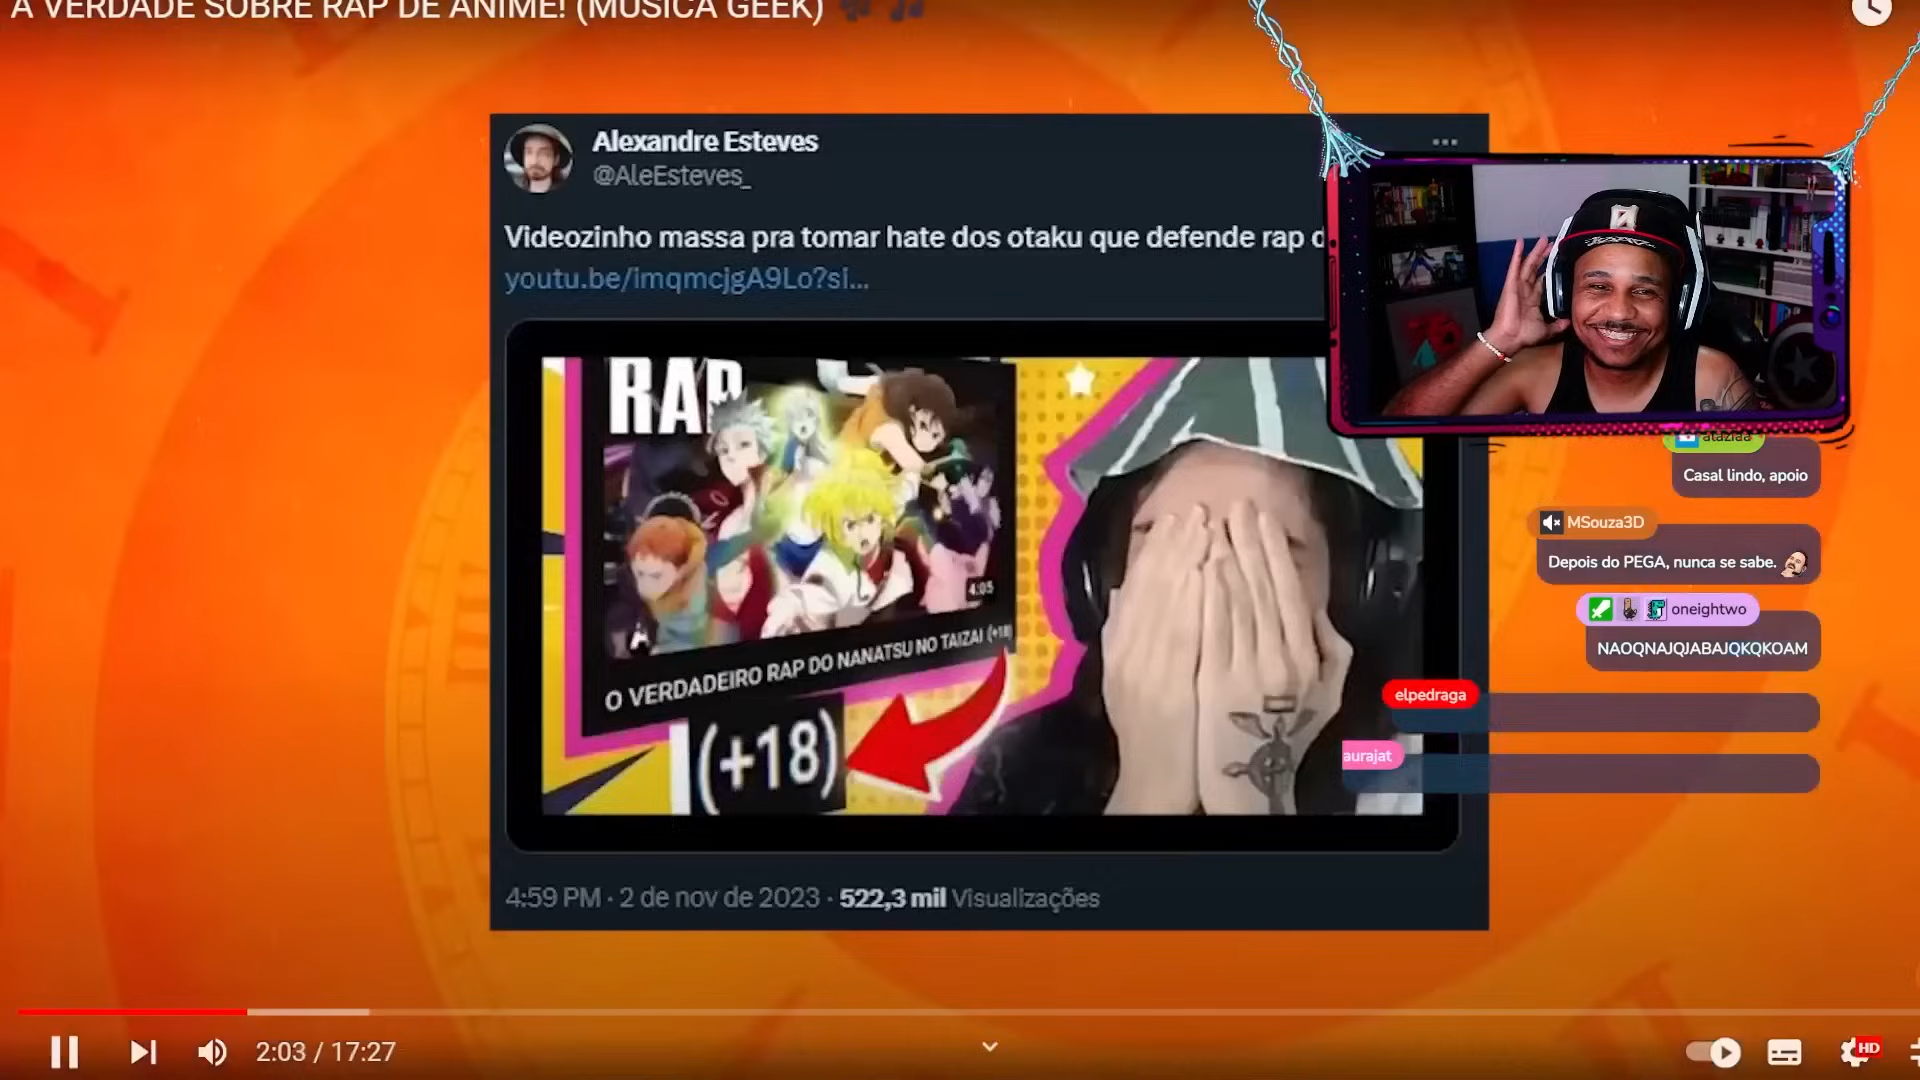 A VERDADE SOBRE RAP DE ANIME! (MÚSICA GEEK)
Alexandre Esteves
@AleEsteves_
Videozinho massa pra tomar hate dos otaku que defende rap d
youtu.be/imqmcjgA9Lo?si...
RAP
4:05
O VERDADEIRO RAP DO NANATSU NO TAIZAI (+18)
(+18)
4:59 PM · 2 de nov de 2023 · 522,3 mil Visualizações
ataziaa
Casal lindo, apoio
MSouza3D
Depois do PEGA, nunca se sabe.
oneightwo
NAOQNAJQJABAJQKQKOAM
elpedraga
aurajat
2:03 / 17:27
HD